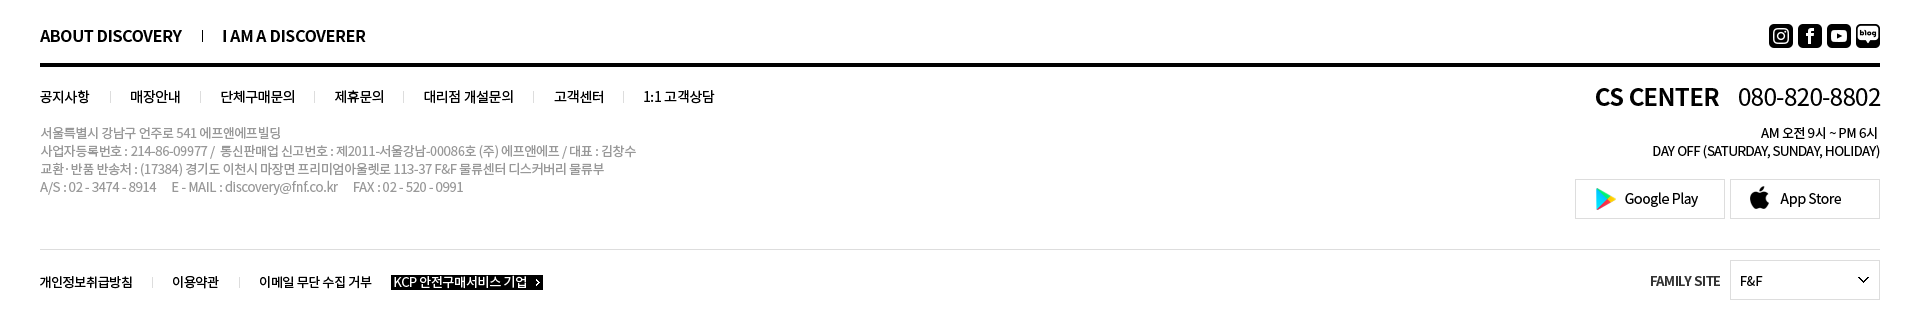 ABOUT DISCOVERY I AM A DISCOVERER
blog
공지사항 매장안내 단체구매문의 제휴문의 대리점 개설문의 고객센터 1:1 고객상담
CS CENTER 080-820-8802
서울특별시 강남구 언주로 541 에프앤에프빌딩
사업자등록번호 : 214-86-09977 / 통신판매업 신고번호 : 제2011-서울강남-00086호 (주) 에프앤에프 / 대표 : 김창수
교환 · 반품 반송처 : (17384) 경기도 이천시 마장면 프리미엄아울렛로 113-37 F&F 물류센터 디스커버리 물류부
A/S : 02 - 3474 - 8914 E - MAIL : discovery@fnf.co.kr FAX : 02 - 520 - 0991
AM 오전 9시 ~ PM 6시
DAY OFF (SATURDAY, SUNDAY, HOLIDAY)
Google Play App Store
개인정보취급방침 이용약관 이메일 무단 수집 거부 KCP 안전구매서비스 기업 >
FAMILY SITE F&F